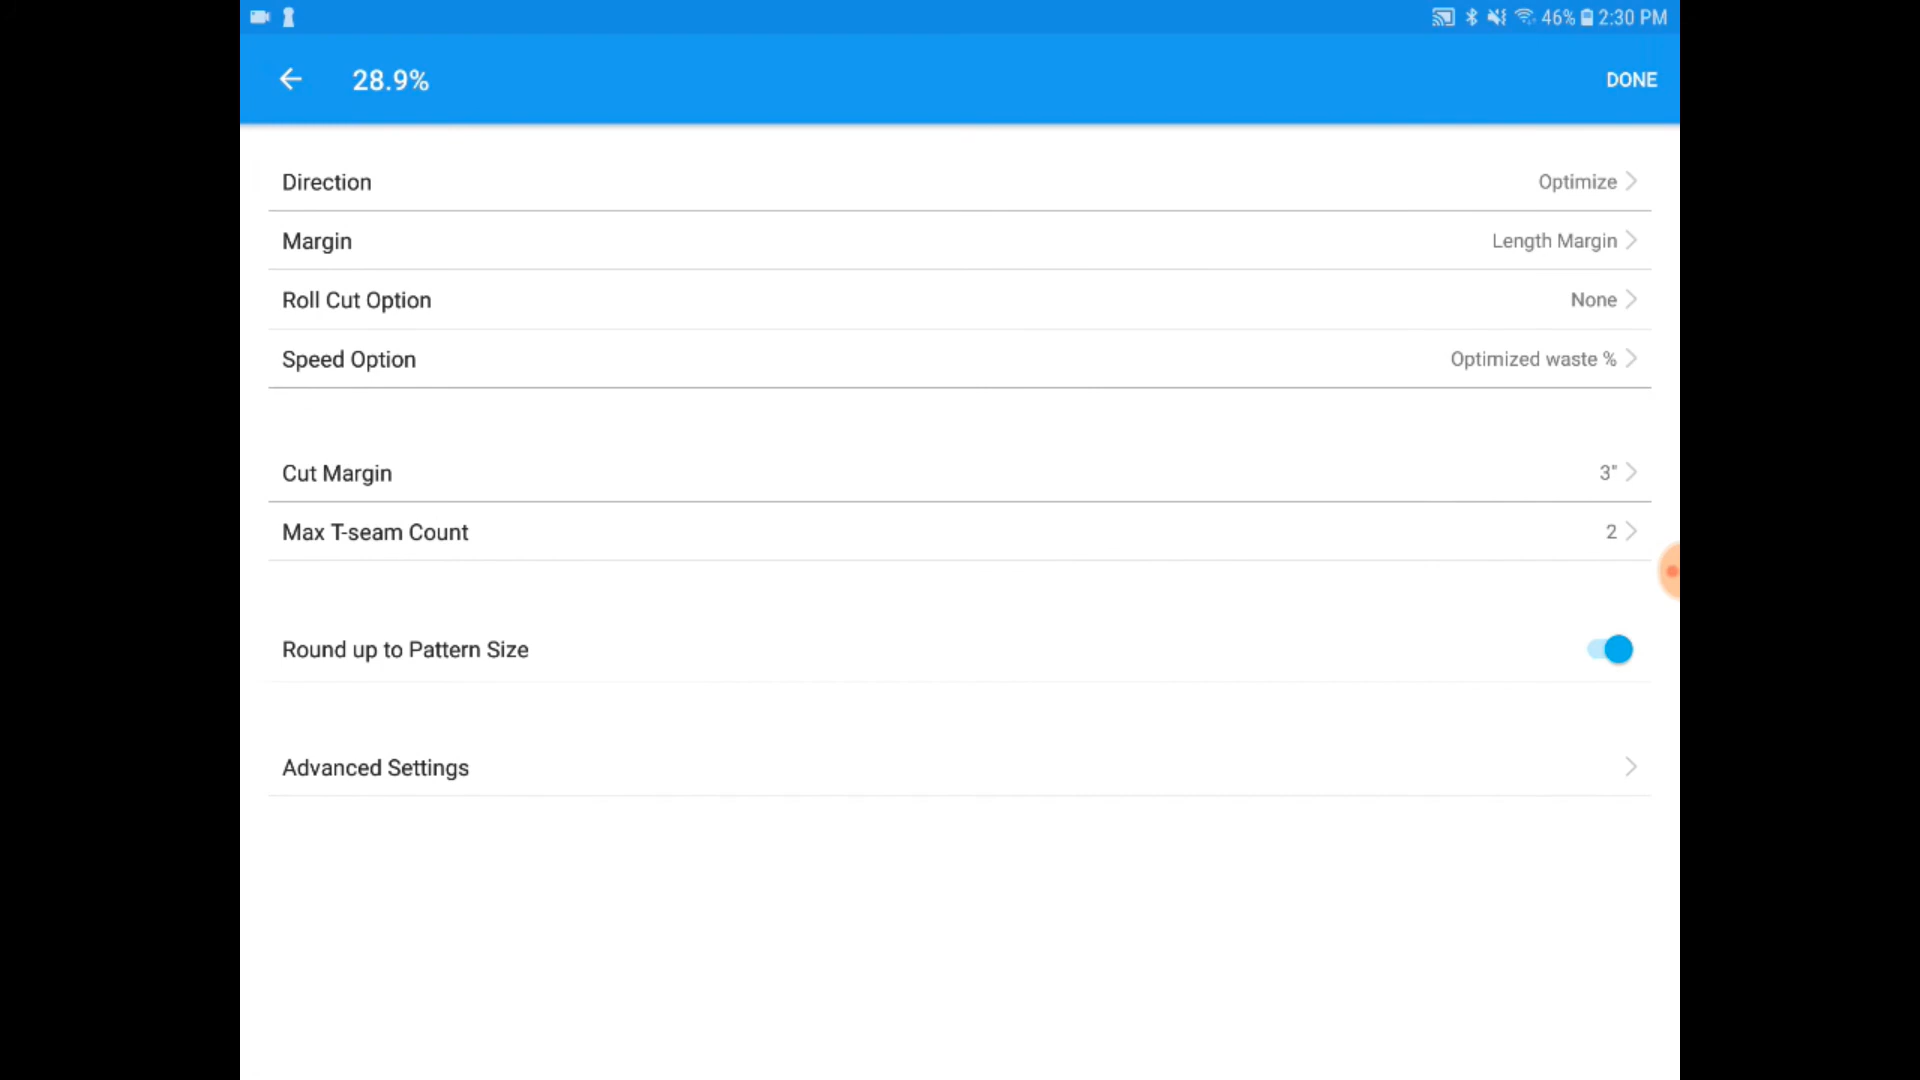 46% 2:30 PM
28.9% DONE
Direction Optimize
Margin Length Margin
Roll Cut Option None
Speed Option Optimized waste %
Cut Margin 3"
Max T-seam Count 2
Round up to Pattern Size
Advanced Settings